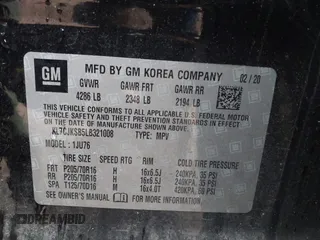 GM
MFD BY GM KOREA COMPANY 02 / 20
GVWR GAWR FRT GAWR RR
4286 LB 2348 LB 2194 LB
THIS VEHICLE CONFORMS TO ALL APPLICABLE U.S.
FEDERAL MOTOR VEHICLE SAFETY, BUMPER, AND
THEFT PREVENTION STANDARDS IN EFFECT ON THE
DATE OF MANUFACTURE SHOWN ABOVE.
KL7CJKSB5LB321008 TYPE: MPV
MODEL: 1JU76
TIRE SIZE SPEED RTG RIM COLD TIRE PRESSURE
FRT P205/70R16 H 16x6.5J 240KPA, 35 PSI
RR P205/70R16 H 16x6.5J 240KPA, 35 PSI
SPA T125/70D16 M 16x4.0T 420KPA, 60 PSI
SEE OWNER'S MANUAL FOR ADDITIONAL INFORMATION.
EPICBID